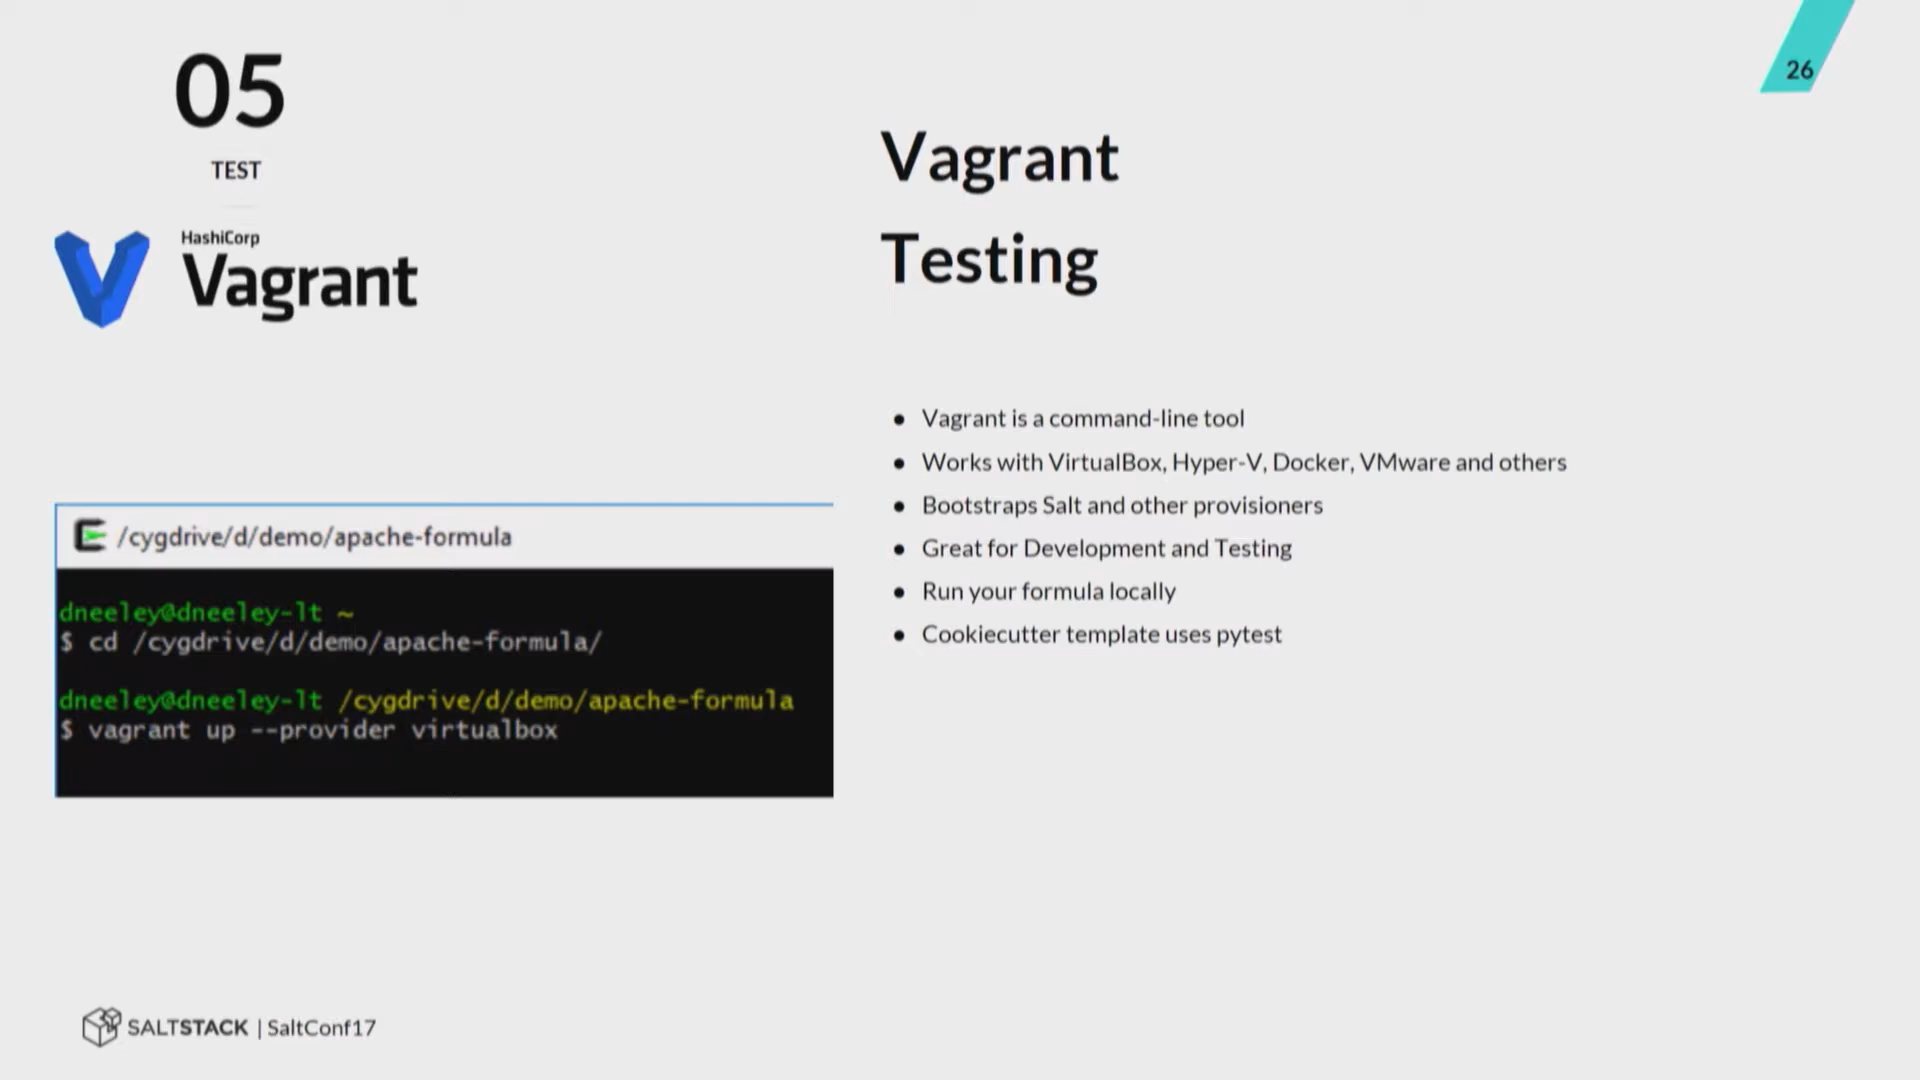 05
TEST
HashiCorp
Vagrant
/cygdrive/d/demo/apache-formula
dneeley@dneeley-lt ~
$ cd /cygdrive/d/demo/apache-formula/
dneeley@dneeley-lt /cygdrive/d/demo/apache-formula
$ vagrant up --provider virtualbox
26
Vagrant
Testing
● Vagrant is a command-line tool
● Works with VirtualBox, Hyper-V, Docker, VMware and others
● Bootstraps Salt and other provisioners
● Great for Development and Testing
● Run your formula locally
● Cookiecutter template uses pytest
SALTSTACK | SaltConf17